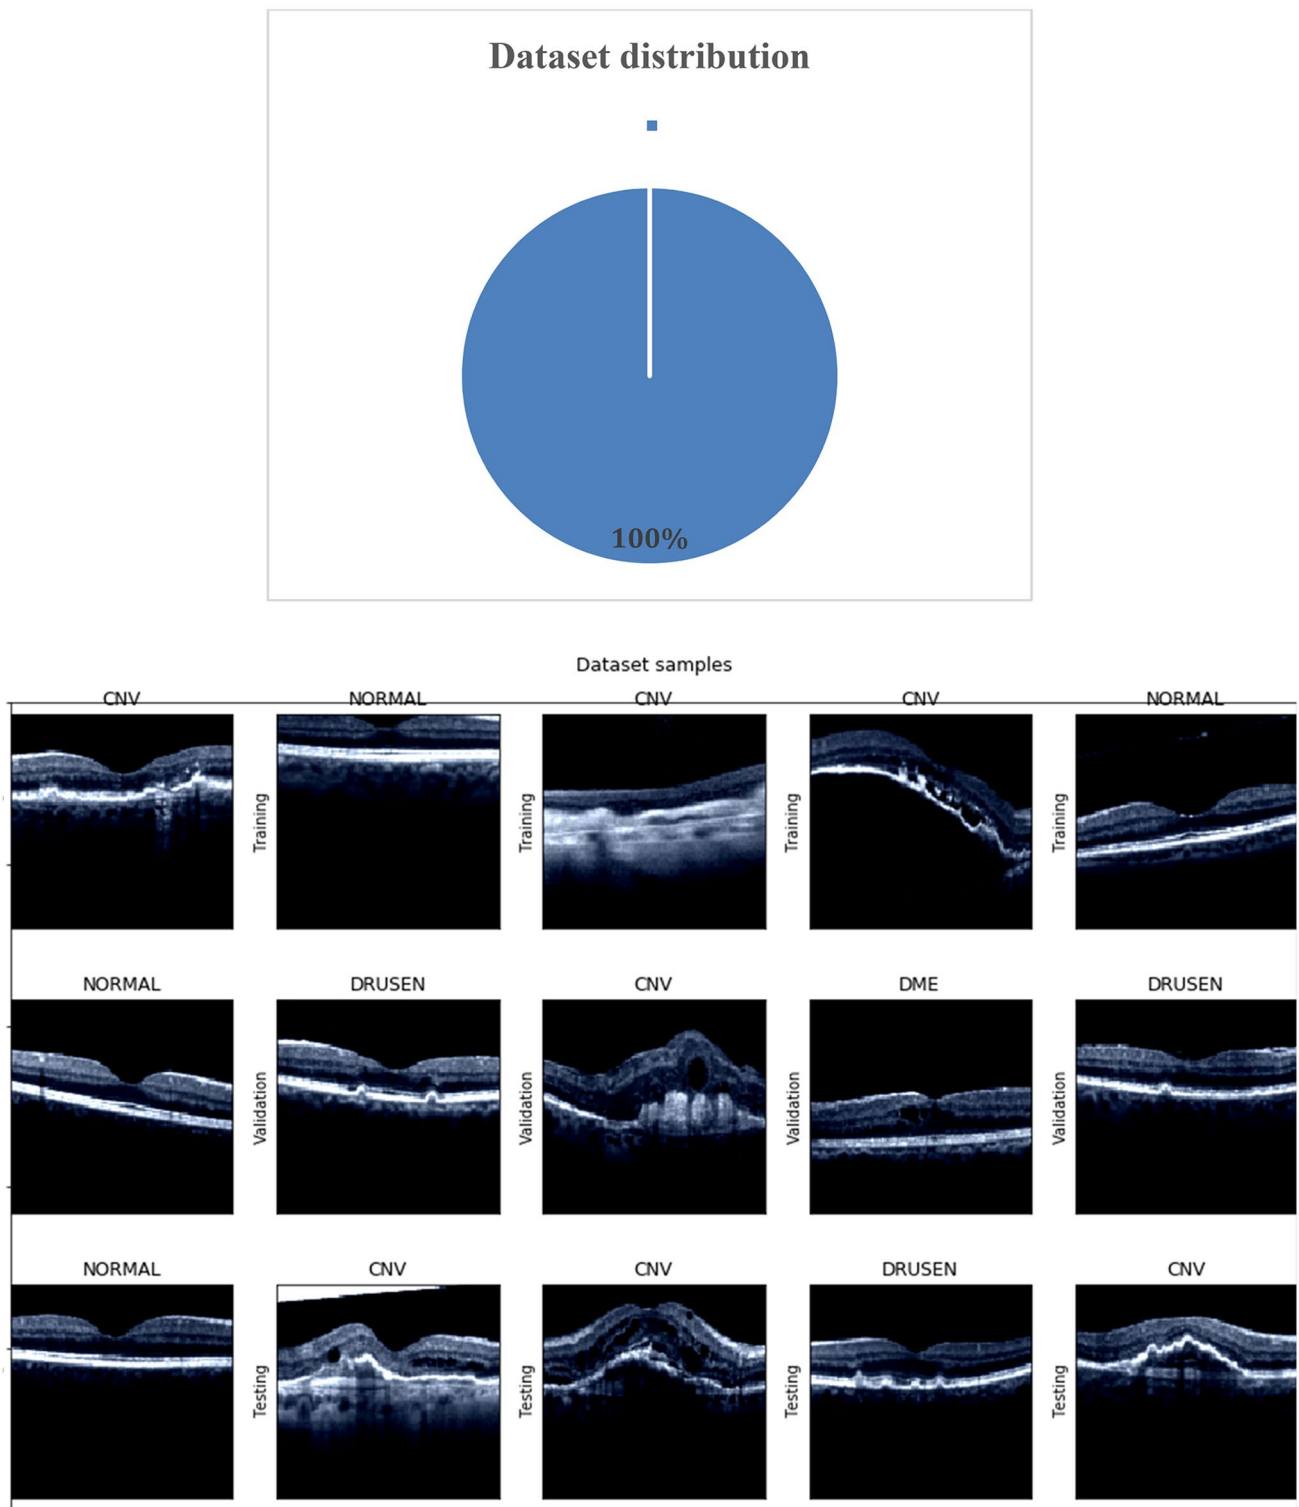 Dataset distribution
100%
Dataset samples
CNV NORMAL CNV CNV NORMAL
Training Training Training Training
NORMAL DRUSEN CNV DME DRUSEN
Validation Validation Validation Validation
NORMAL CNV CNV DRUSEN CNV
Testing Testing Testing Testing